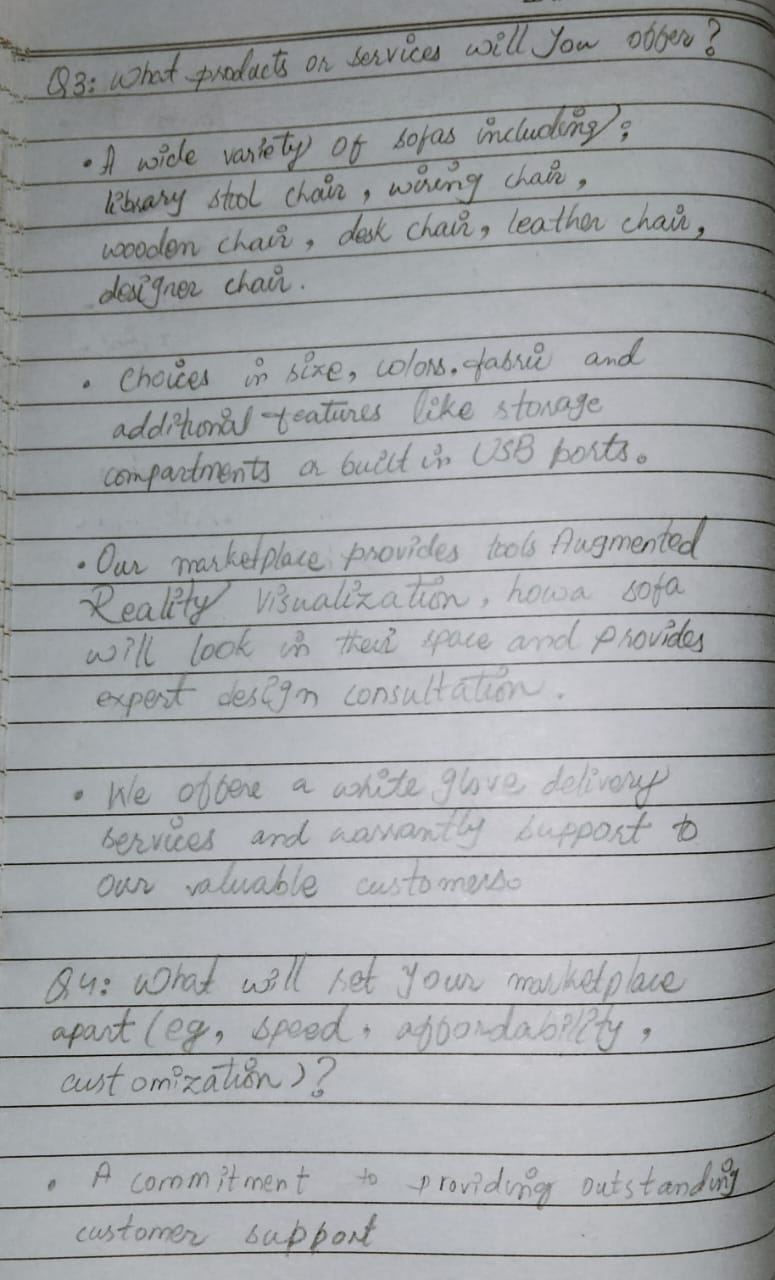 Q3: What products or services will you offer?
• A wide variety of sofas including;
library stool chair, wiring chair,
wooden chair, desk chair, leather chair,
designer chair.
• Choices in size, colors, fabric and
additional features like storage
compartments or built in USB ports.
• Our marketplace provides tools Augmented
Reality Visualization, how a sofa
will look in their space and provides
expert design consultation.
• We offere a white glove delivery
services and warrantly support to
our valuable customers.
Q4: What will set your marketplace
apart (eg, speed, affordability,
customization)?
• A commitment to providing outstanding
customer support